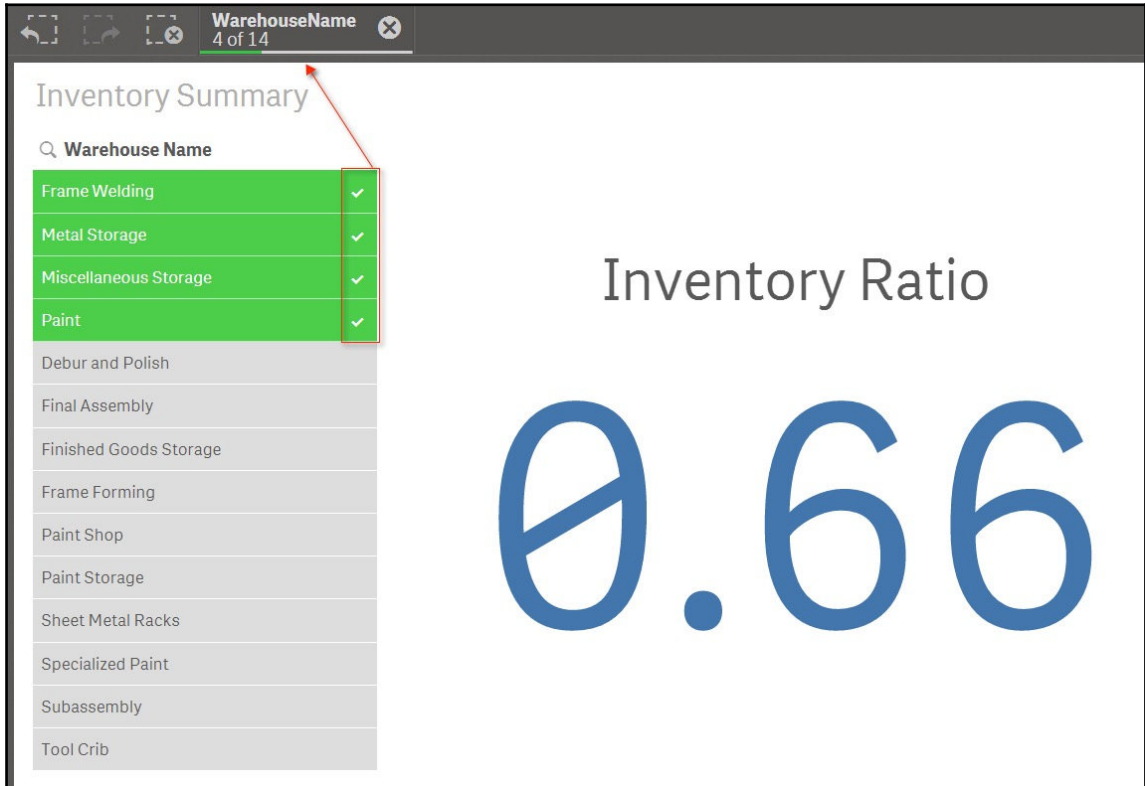 WarehouseName
4 of 14
Inventory Summary
Warehouse Name
Frame Welding
Metal Storage
Miscellaneous Storage
Paint
Debur and Polish
Final Assembly
Finished Goods Storage
Frame Forming
Paint Shop
Paint Storage
Sheet Metal Racks
Specialized Paint
Subassembly
Tool Crib
Inventory Ratio
0.66